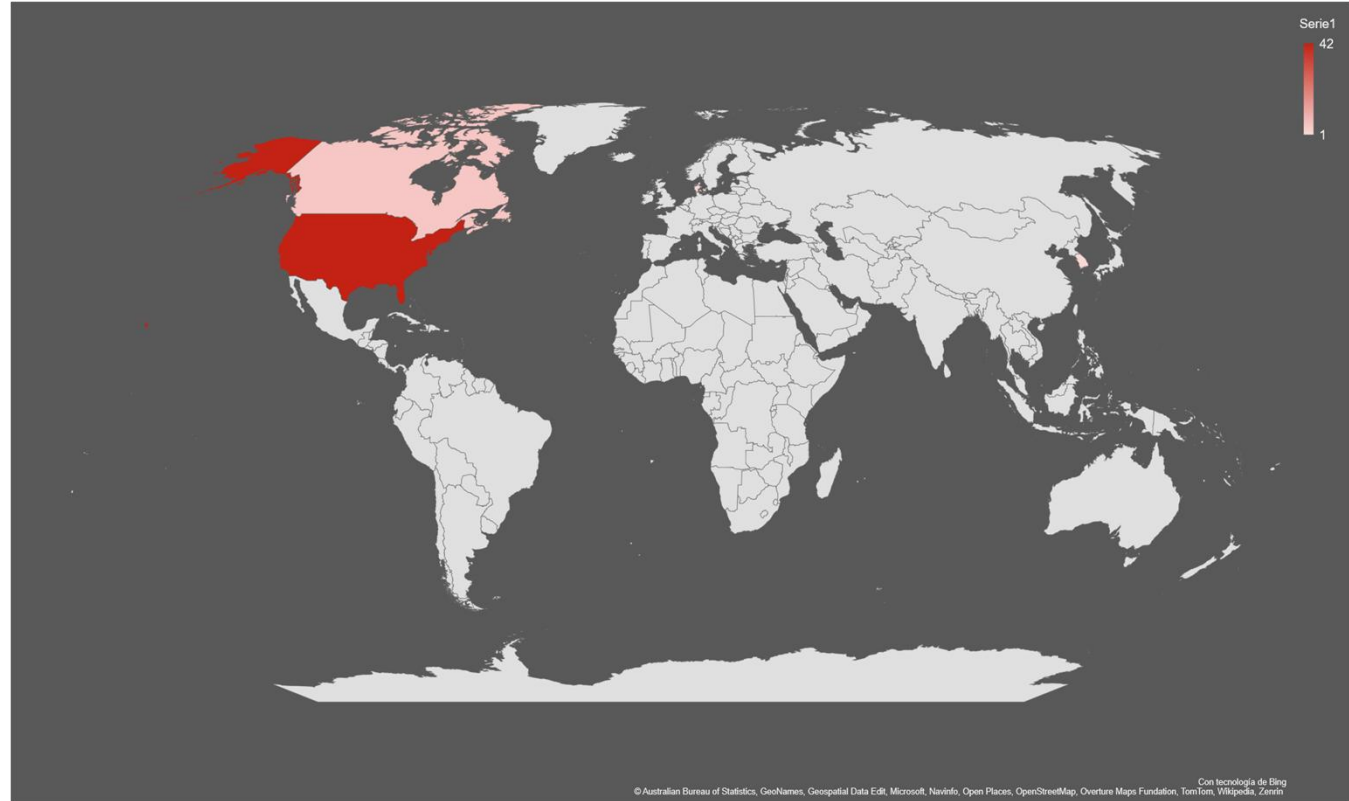 Serie1
42
1
Con tecnología de Bing
© Australian Bureau of Statistics, GeoNames, Geospatial Data Edit, Microsoft, Navinfo, Open Places, OpenStreetMap, Overture Maps Fundation, TomTom, Wikipedia, Zenrin